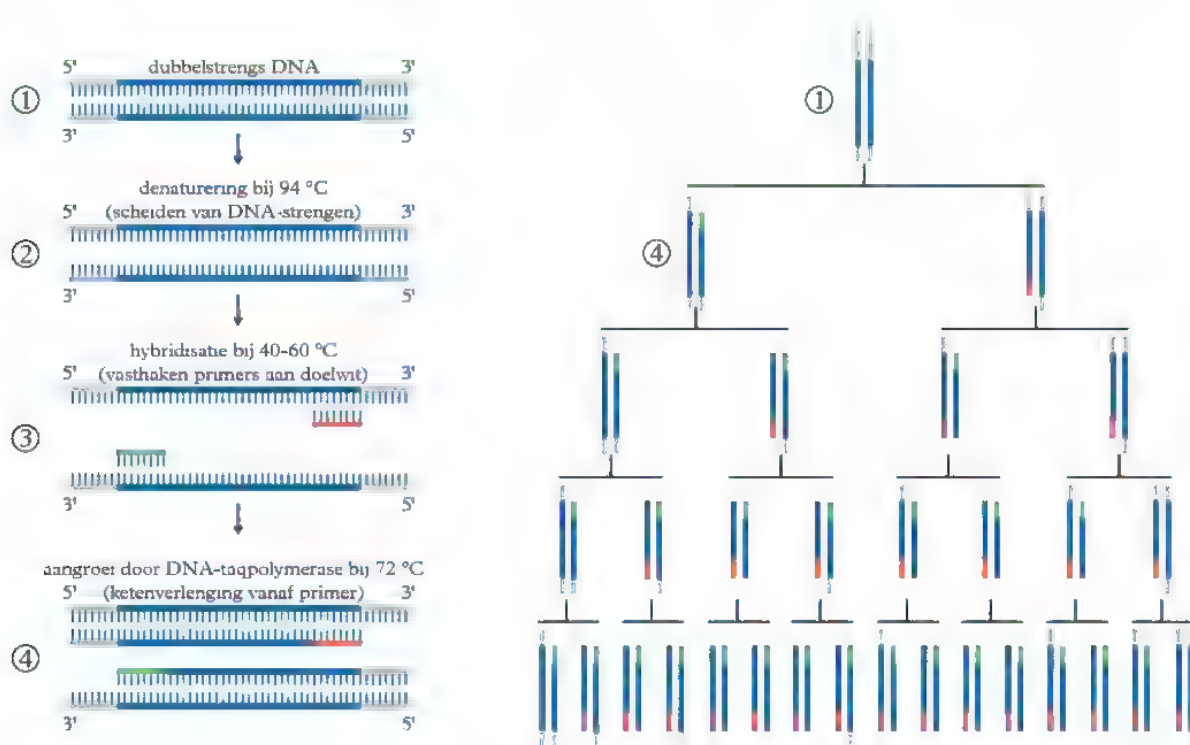 5' dubbelstrengs DNA 3'
①
3' 5'
denaturering bij 94 °C
5' (scheiden van DNA-strengen) 3'
②
3' 5'
hybridisatie bij 40-60 °C
5' (vasthaken primers aan doelwit) 3'
③
3' 5'
aangroei door DNA-taqpolymerase bij 72 °C
5' (ketenverlenging vanaf primer) 3'
④
3' 5'
①
④